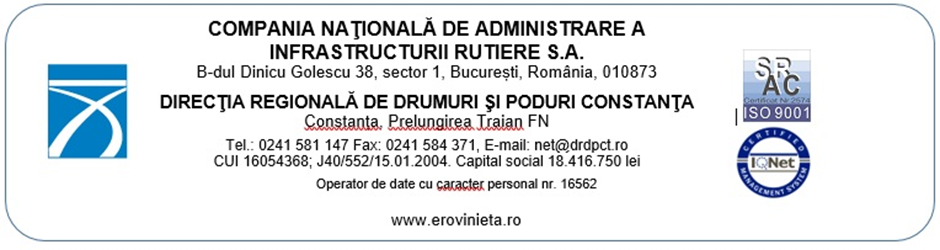 COMPANIA NAŢIONALĂ DE ADMINISTRARE A
INFRASTRUCTURII RUTIERE S.A.
B-dul Dinicu Golescu 38, sector 1, Bucureşti, România, 010873
DIRECŢIA REGIONALĂ DE DRUMURI ŞI PODURI CONSTANŢA
Constanta, Prelungirea Traian FN
Tel.: 0241 581 147 Fax: 0241 584 371, E-mail: net@drdpct.ro
CUI 16054368; J40/552/15.01.2004. Capital social 18.416.750 lei
Operator de date cu caracter personal nr. 16562
www.erovinieta.ro
SR
AC
Certificat Nr.2574
ISO 9001
CERTIFIED
IQNet
MANAGEMENT SYSTEM